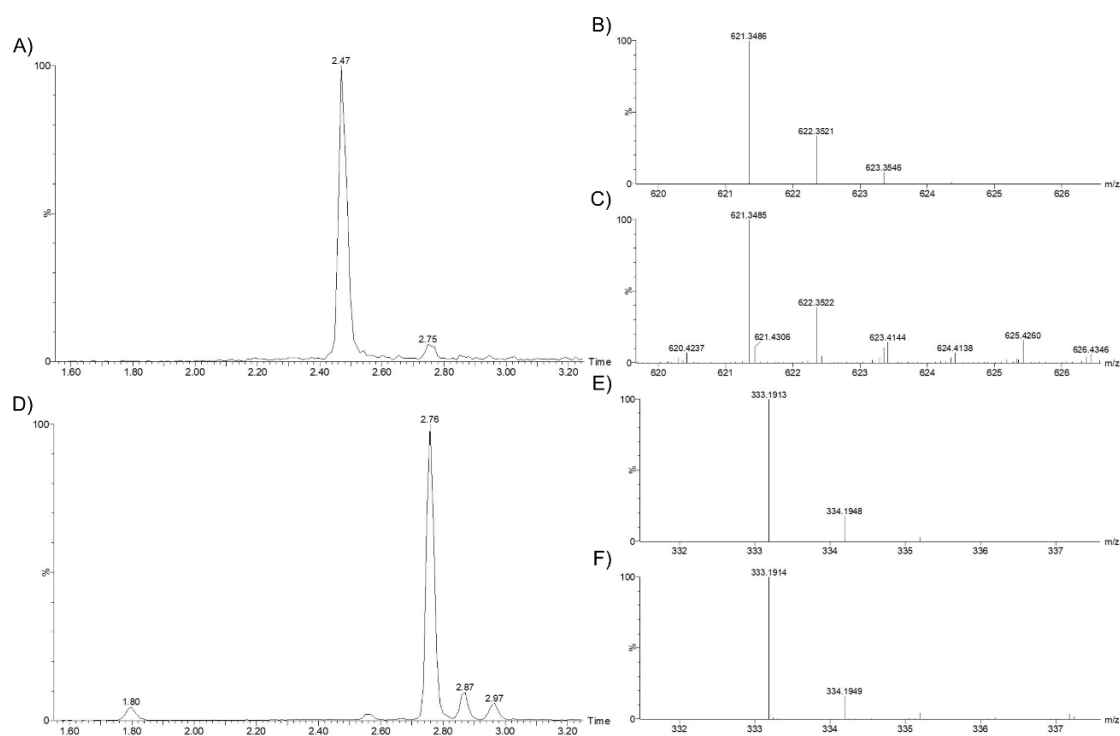 A)
100
2.47
%
2.75
0
Time
1.60 1.80 2.00 2.20 2.40 2.60 2.80 3.00 3.20
B)
100
621.3486
%
622.3521
623.3546
0
m/z
620 621 622 623 624 625 626
C)
100
621.3485
%
622.3522
621.4306
620.4237
623.4144
624.4138
625.4260
626.4346
0
m/z
620 621 622 623 624 625 626
D)
100
2.76
%
1.80
2.87
2.97
0
Time
1.60 1.80 2.00 2.20 2.40 2.60 2.80 3.00 3.20
E)
100
333.1913
%
334.1948
0
m/z
332 333 334 335 336 337
F)
100
333.1914
%
334.1949
0
m/z
332 333 334 335 336 337